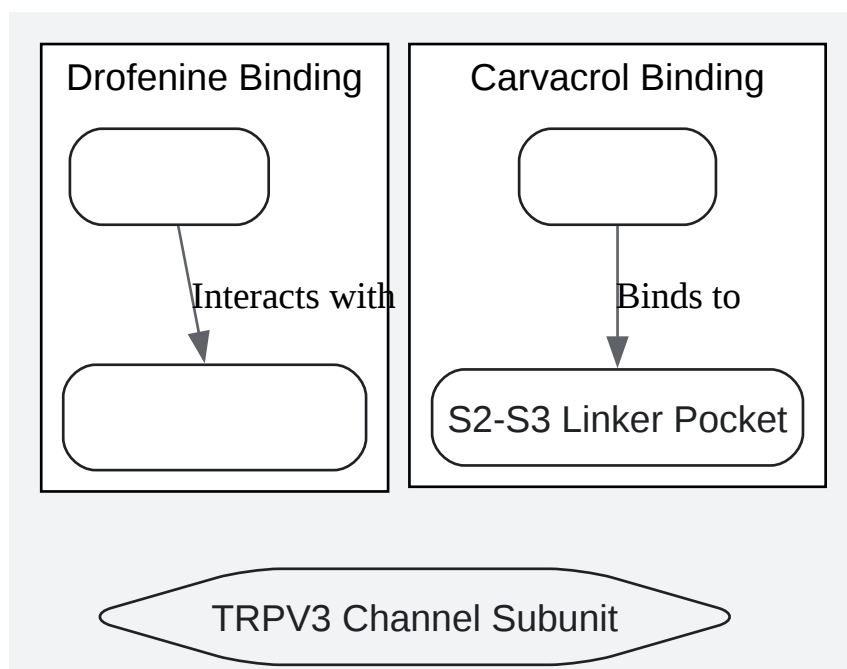 Drofenine Binding
Carvacrol Binding
Interacts with
Binds to
S2-S3 Linker Pocket
TRPV3 Channel Subunit